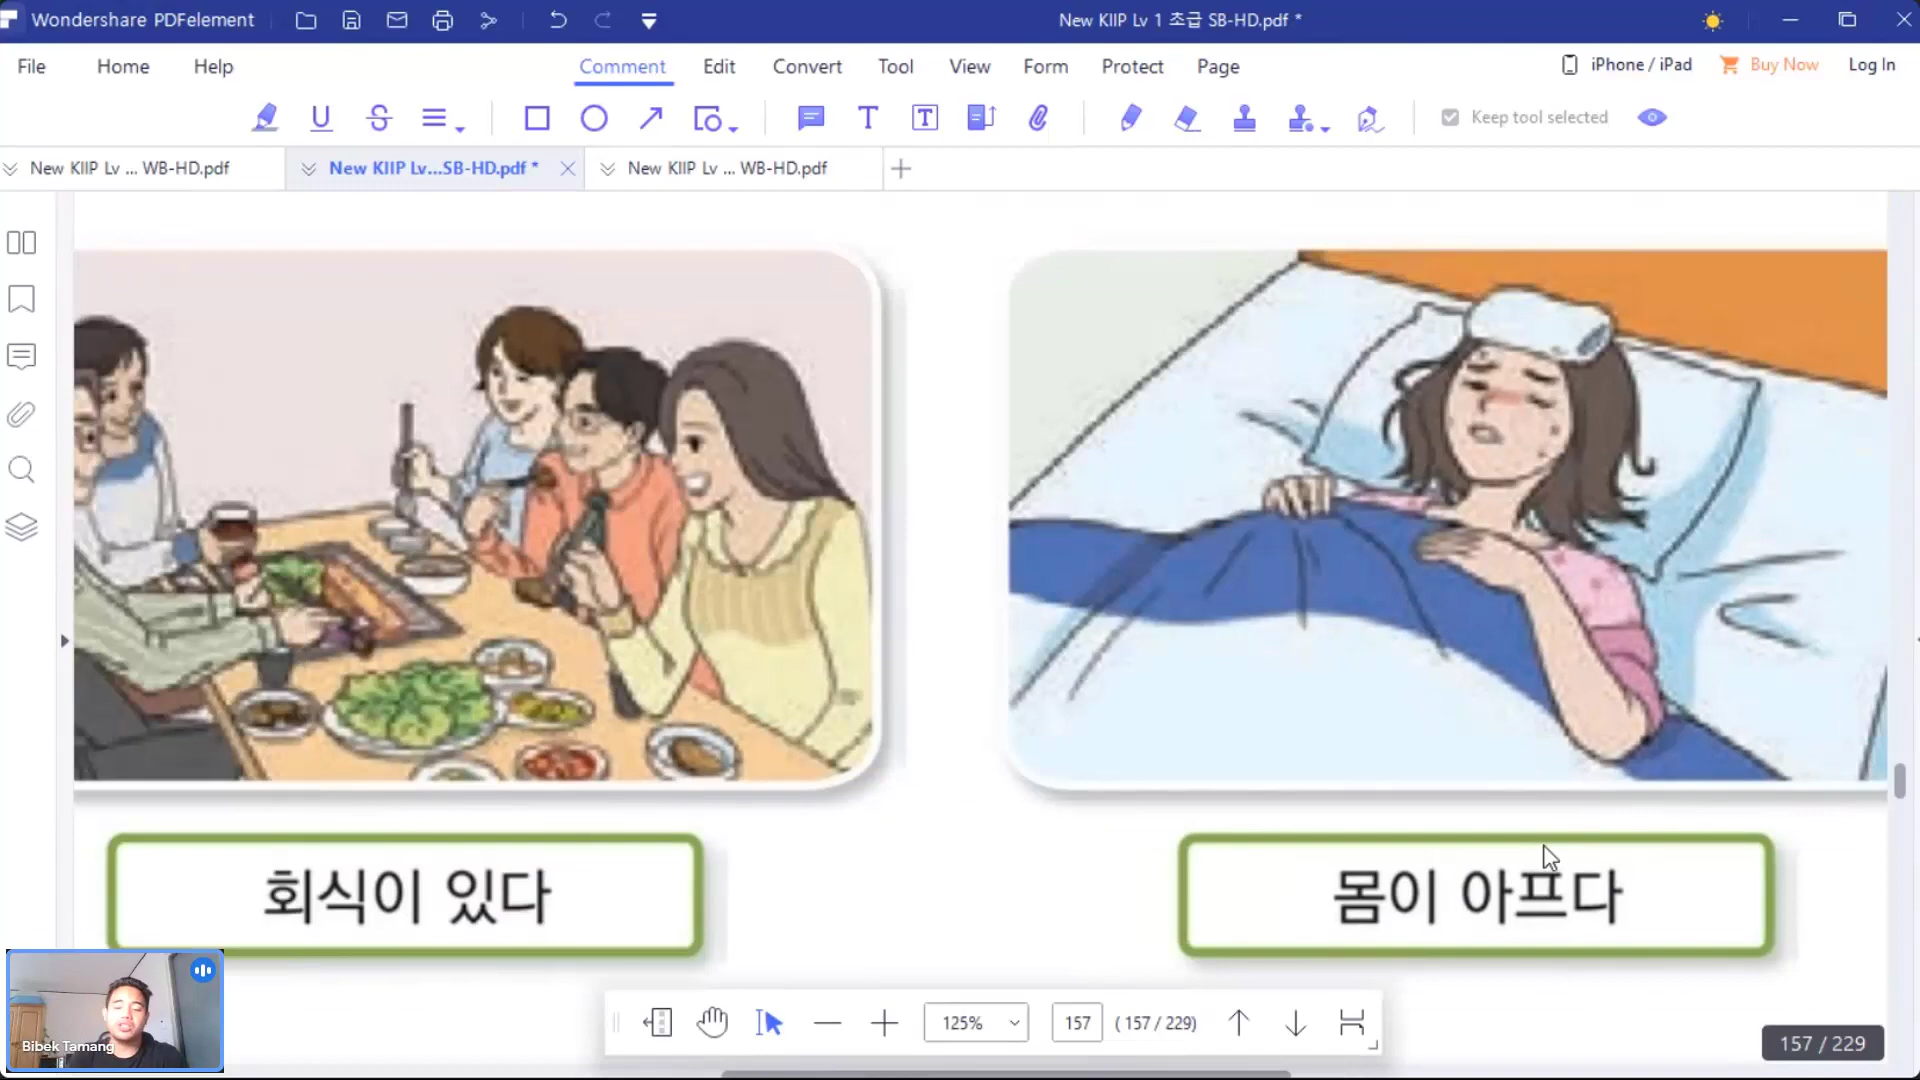 Wondershare PDFelement
New KIIP Lv 1 초급 SB-HD.pdf *
File Home Help Comment Edit Convert Tool View Form Protect Page iPhone / iPad Buy Now Log In
Keep tool selected
New KIIP Lv ... WB-HD.pdf New KIIP Lv...SB-HD.pdf * New KIIP Lv ... WB-HD.pdf
회식이 있다
몸이 아프다
Bibek Tamang
125% 157 ( 157 / 229)
157 / 229